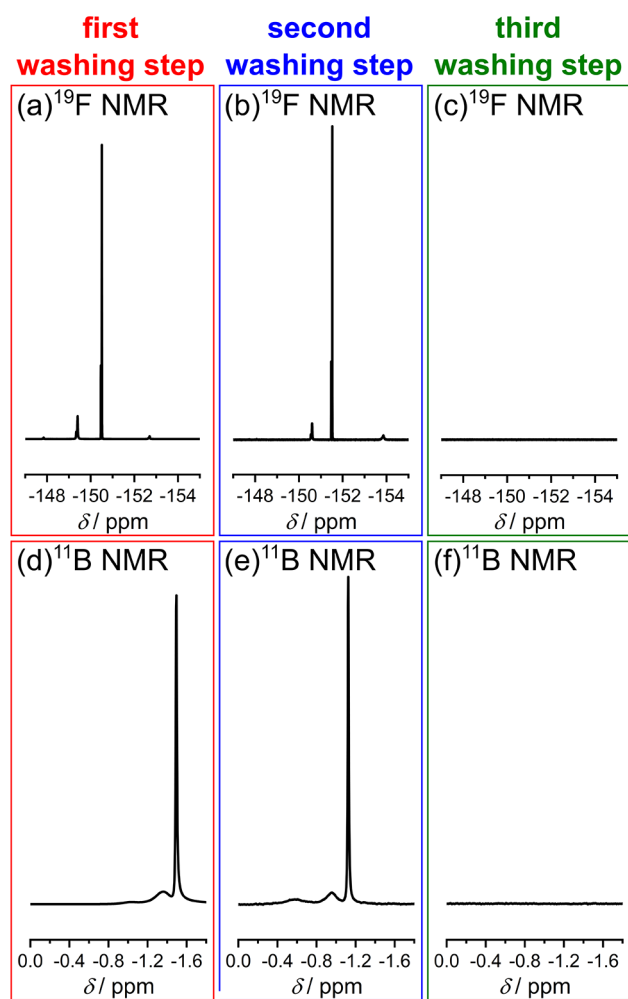 first
washing step
second
washing step
third
washing step
(a)¹⁹F NMR
(b)¹⁹F NMR
(c)¹⁹F NMR
-148 -150 -152 -154
-148 -150 -152 -154
-148 -150 -152 -154
δ / ppm
δ / ppm
δ / ppm
(d)¹¹B NMR
(e)¹¹B NMR
(f)¹¹B NMR
0.0 -0.4 -0.8 -1.2 -1.6
0.0 -0.4 -0.8 -1.2 -1.6
0.0 -0.4 -0.8 -1.2 -1.6
δ / ppm
δ / ppm
δ / ppm